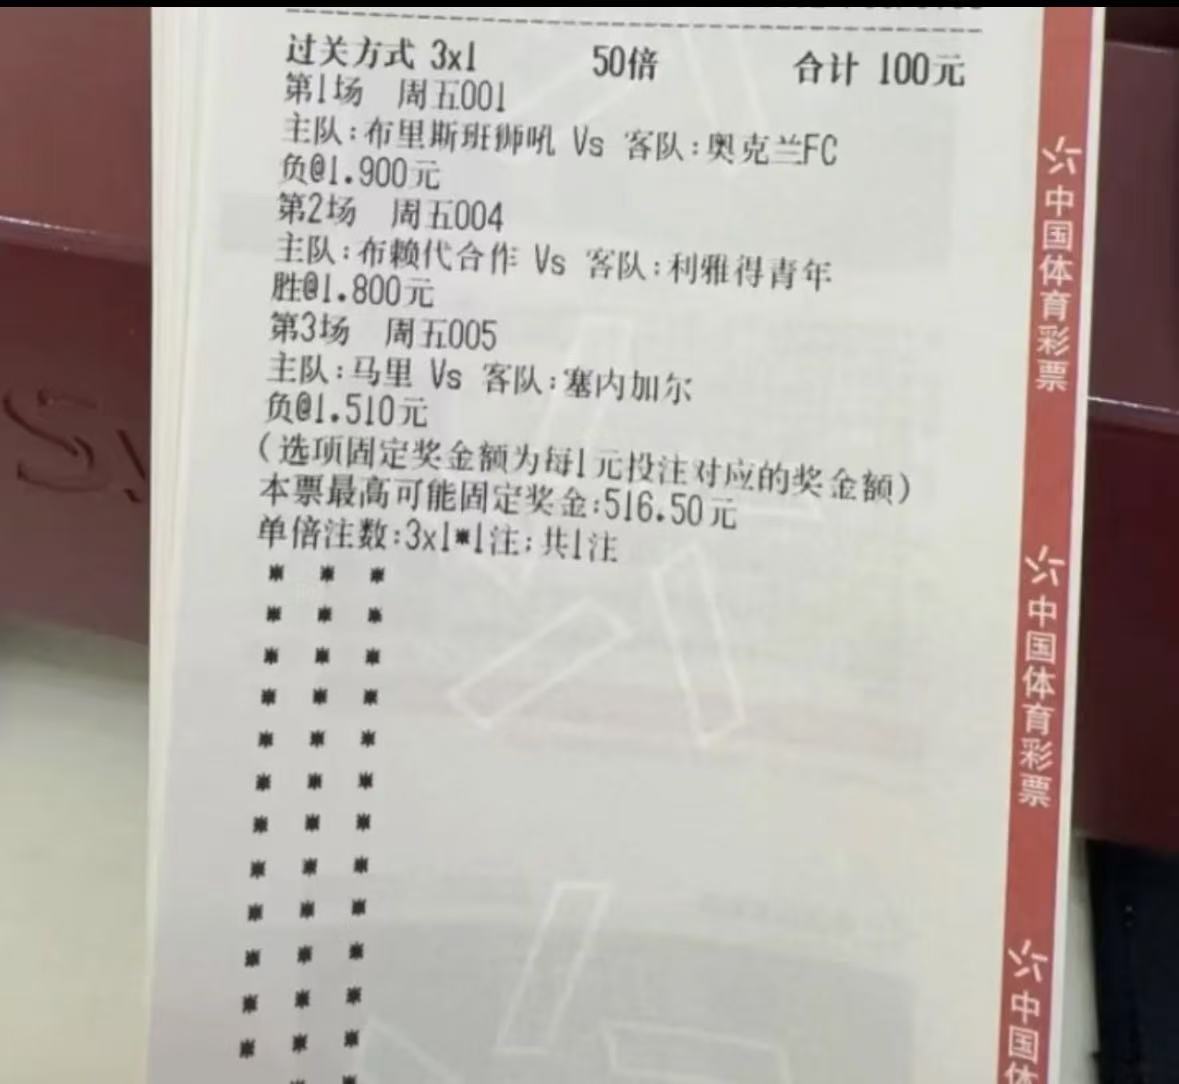 过关方式 3x1 50倍 合计 100元
第1场 周五001
主队:布里斯班狮吼 Vs 客队:奥克兰FC
负@1.900元
第2场 周五004
主队:布赖代合作 Vs 客队:利雅得青年
胜@1.800元
第3场 周五005
主队:马里 Vs 客队:塞内加尔
负@1.510元
(选项固定奖金额为每1元投注对应的奖金额)
本票最高可能固定奖金:516.50元
单倍注数:3x1*1注;共1注
中国体育彩票
中国体育彩票
中国体